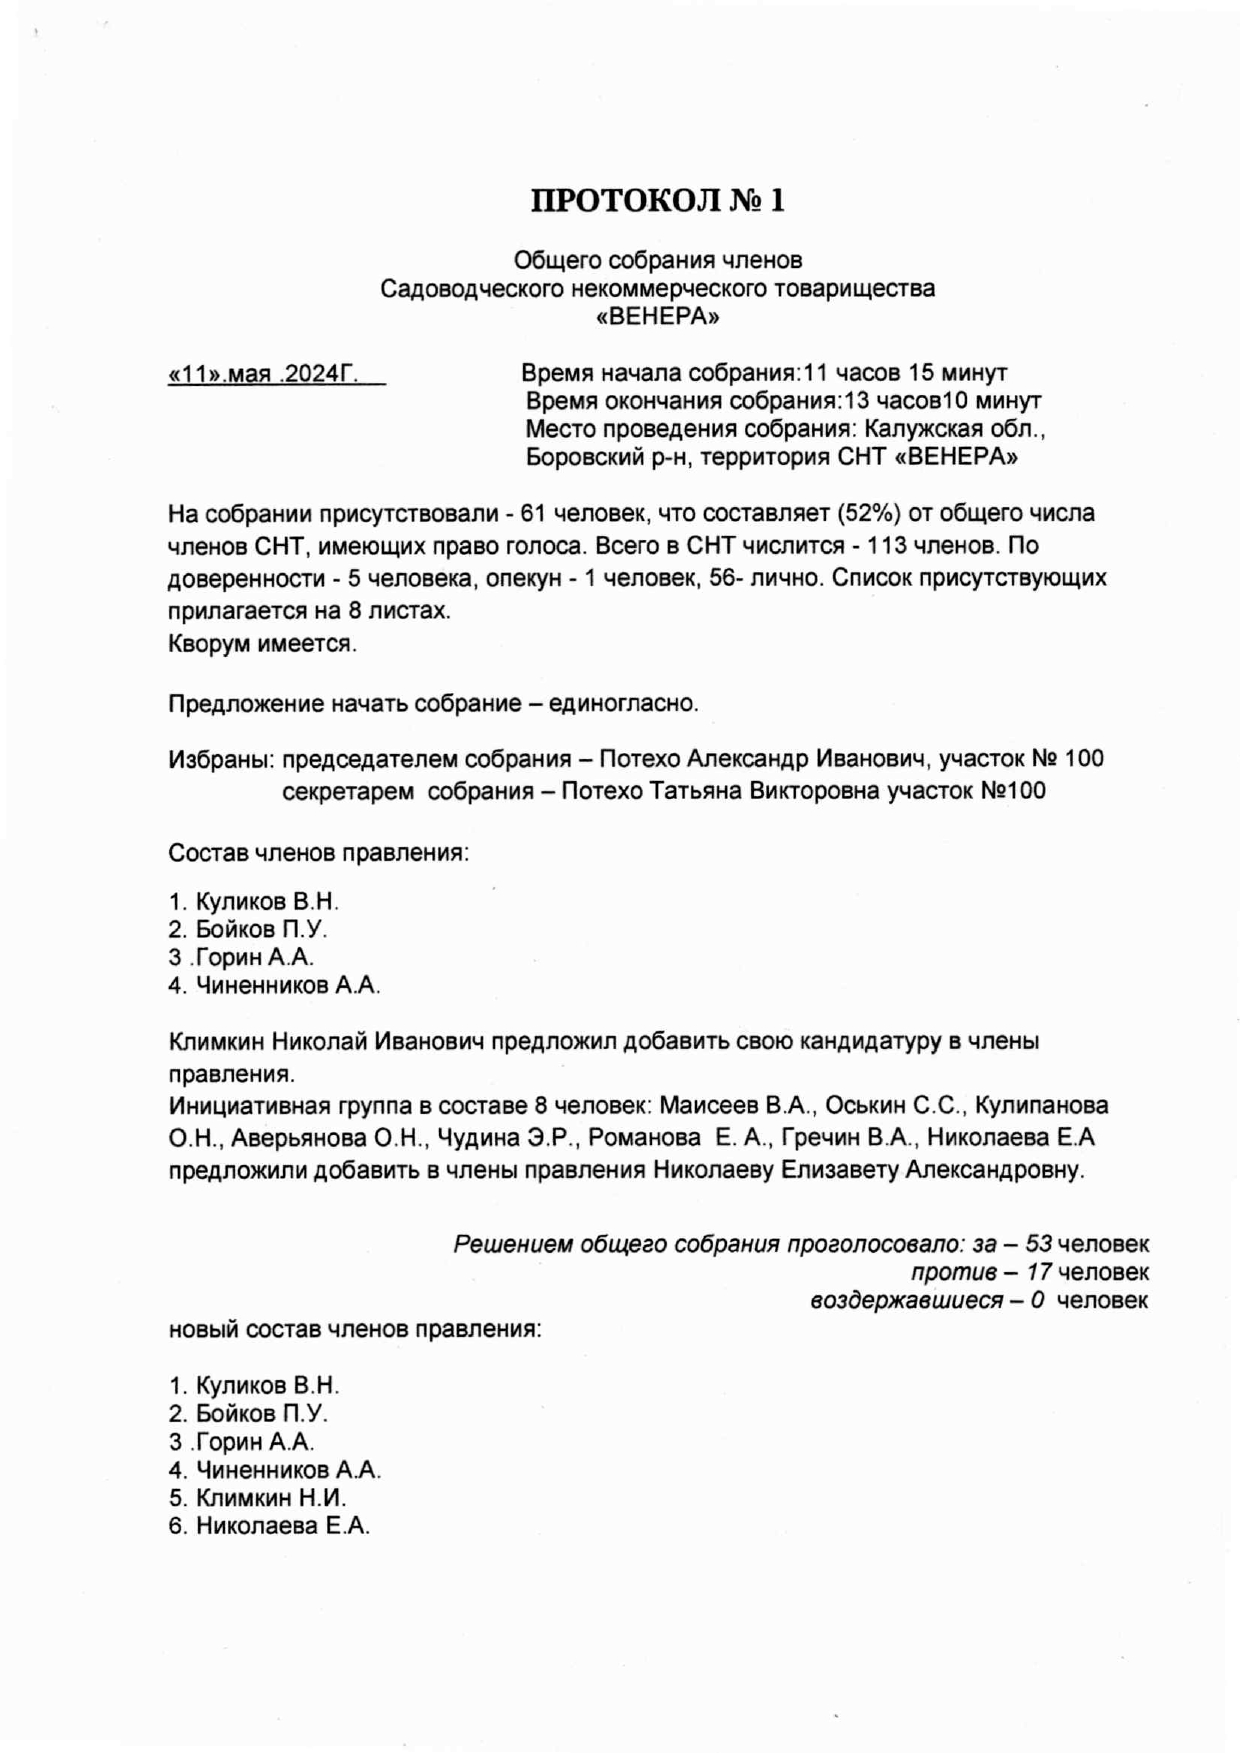 ПРОТОКОЛ № 1
Общего собрания членов
Садоводческого некоммерческого товарищества
«ВЕНЕРА»
«11».мая .2024Г.
Время начала собрания:11 часов 15 минут
Время окончания собрания:13 часов10 минут
Место проведения собрания: Калужская обл.,
Боровский р-н, территория СНТ «ВЕНЕРА»
На собрании присутствовали - 61 человек, что составляет (52%) от общего числа
членов СНТ, имеющих право голоса. Всего в СНТ числится - 113 членов. По
доверенности - 5 человека, опекун - 1 человек, 56- лично. Список присутствующих
прилагается на 8 листах.
Кворум имеется.
Предложение начать собрание – единогласно.
Избраны: председателем собрания – Потехо Александр Иванович, участок № 100
секретарем  собрания – Потехо Татьяна Викторовна участок №100
Состав членов правления:
1. Куликов В.Н.
2. Бойков П.У.
3 .Горин А.А.
4. Чиненников А.А.
Климкин Николай Иванович предложил добавить свою кандидатуру в члены
правления.
Инициативная группа в составе 8 человек: Маисеев В.А., Оськин С.С., Кулипанова
О.Н., Аверьянова О.Н., Чудина Э.Р., Романова  Е. А., Гречин В.А., Николаева Е.А
предложили добавить в члены правления Николаеву Елизавету Александровну.
Решением общего собрания проголосовало: за – 53 человек
против – 17 человек
воздержавшиеся – 0  человек
новый состав членов правления:
1. Куликов В.Н.
2. Бойков П.У.
3 .Горин А.А.
4. Чиненников А.А.
5. Климкин Н.И.
6. Николаева Е.А.